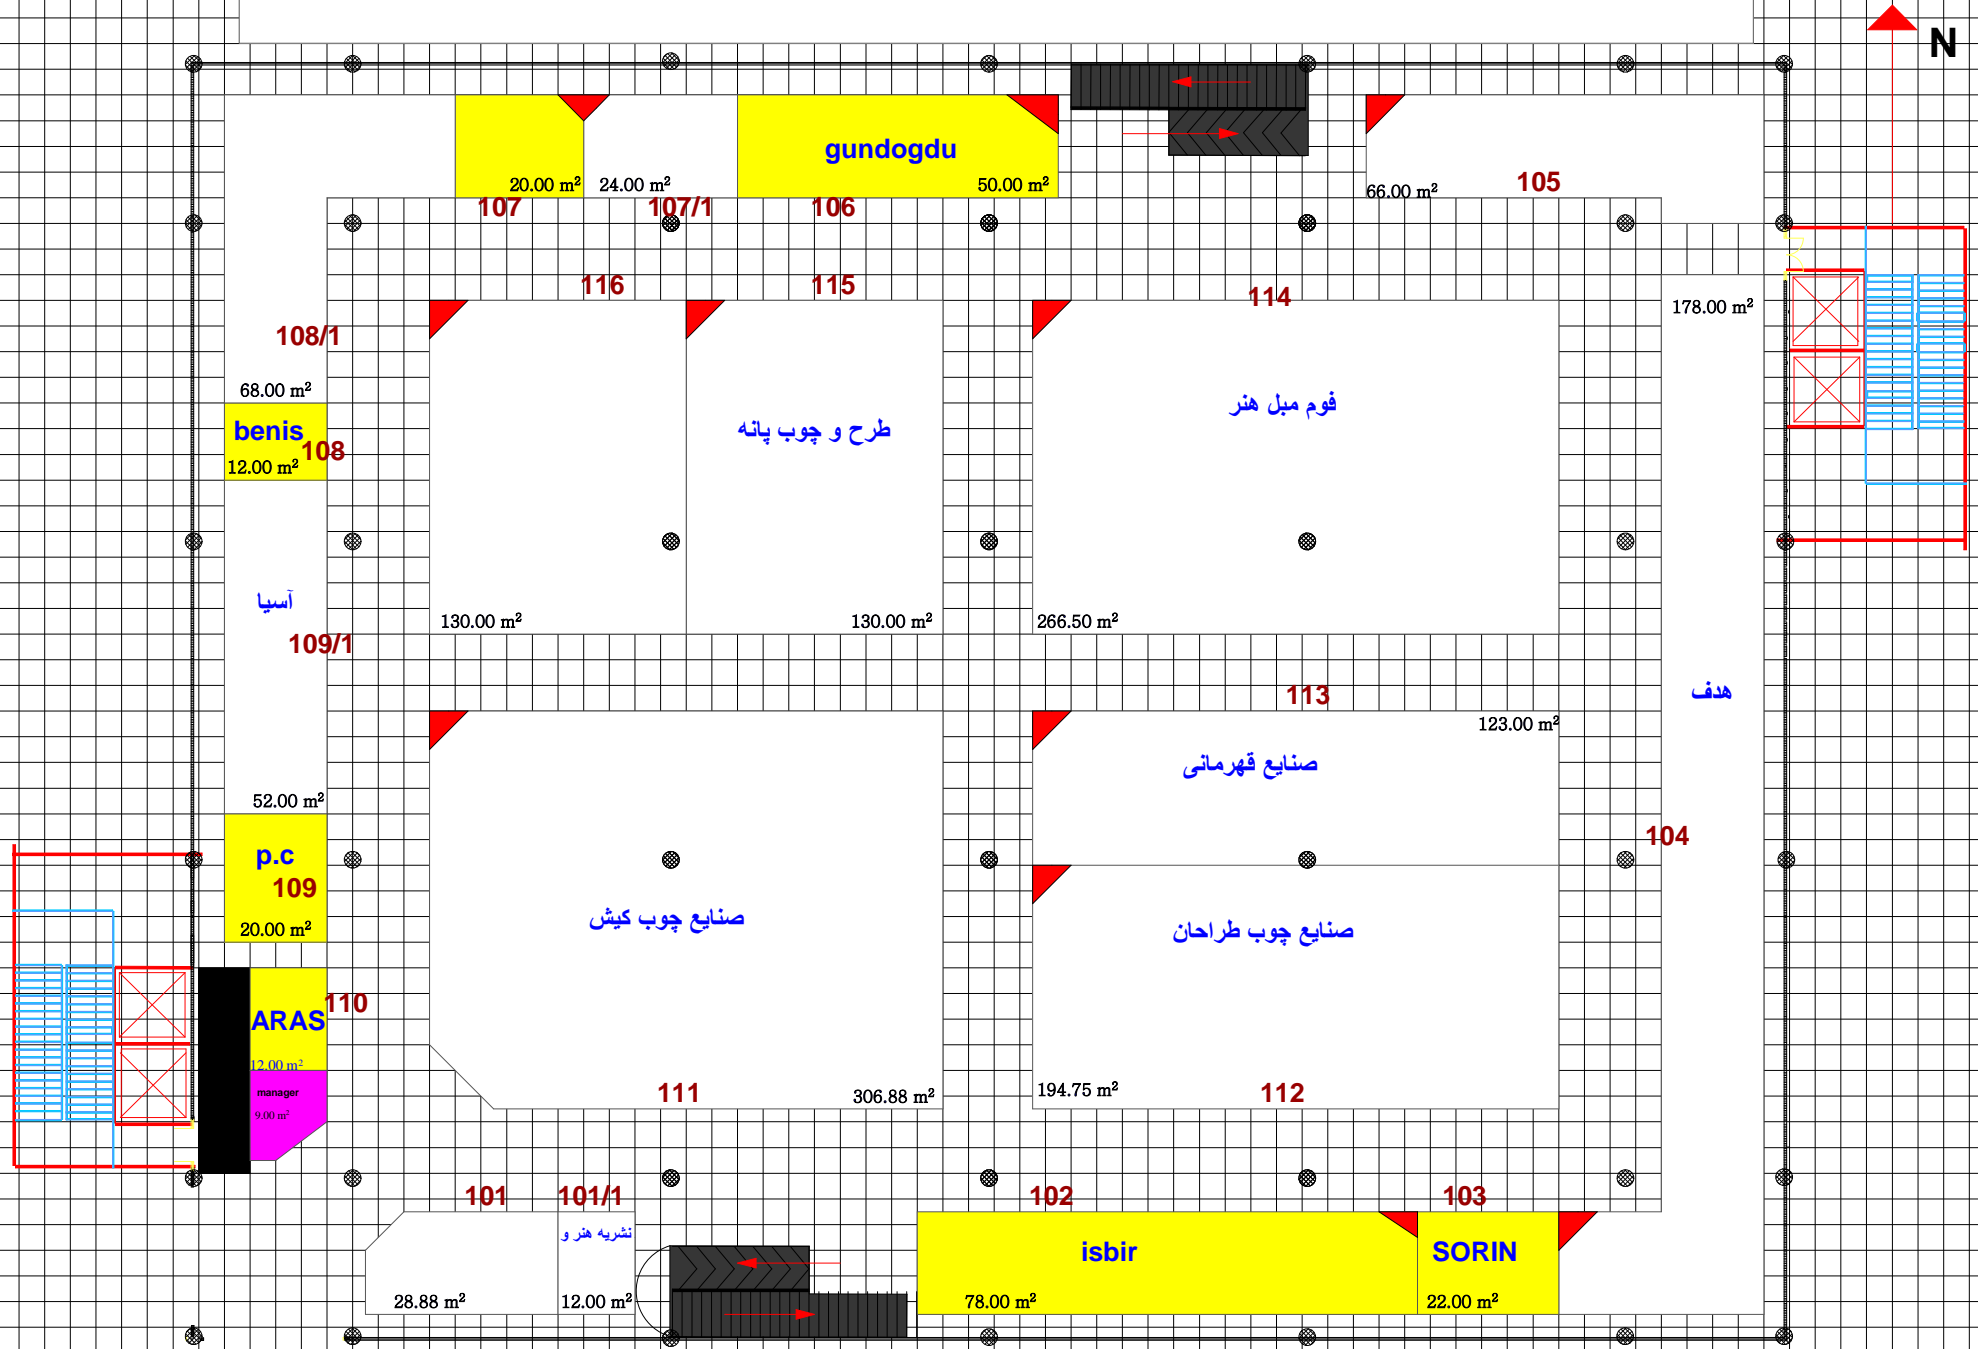 N
gundogdu
20.00 m²
24.00 m²
50.00 m²
105
66.00 m²
107
107/1
106
116
115
114
178.00 m²
108/1
68.00 m²
benis
108
12.00 m²
طرح و چوب پانه
فوم مبل هنر
آسیا
109/1
130.00 m²
130.00 m²
266.50 m²
هدف
113
123.00 m²
صنایع قهرمانی
52.00 m²
104
p.c
109
20.00 m²
صنایع چوب کیش
صنایع چوب طراحان
110
ARAS
12.00 m²
manager
9.00 m²
111
306.88 m²
194.75 m²
112
101
101/1
102
103
نشریه هنر و
isbir
SORIN
28.88 m²
12.00 m²
78.00 m²
22.00 m²